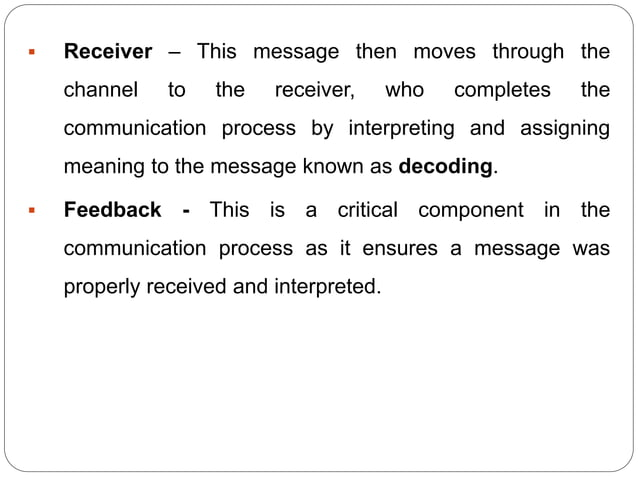 ▪ Receiver – This message then moves through the
channel to the receiver, who completes the
communication process by interpreting and assigning
meaning to the message known as decoding.
▪ Feedback - This is a critical component in the
communication process as it ensures a message was
properly received and interpreted.